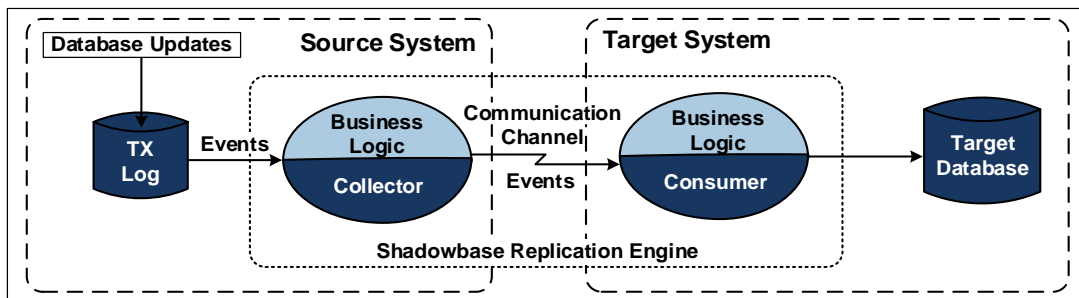 Database Updates
Source System
Target System
TX
Log
Events
Business
Logic
Collector
Communication
Channel
Events
Business
Logic
Consumer
Target
Database
Shadowbase Replication Engine